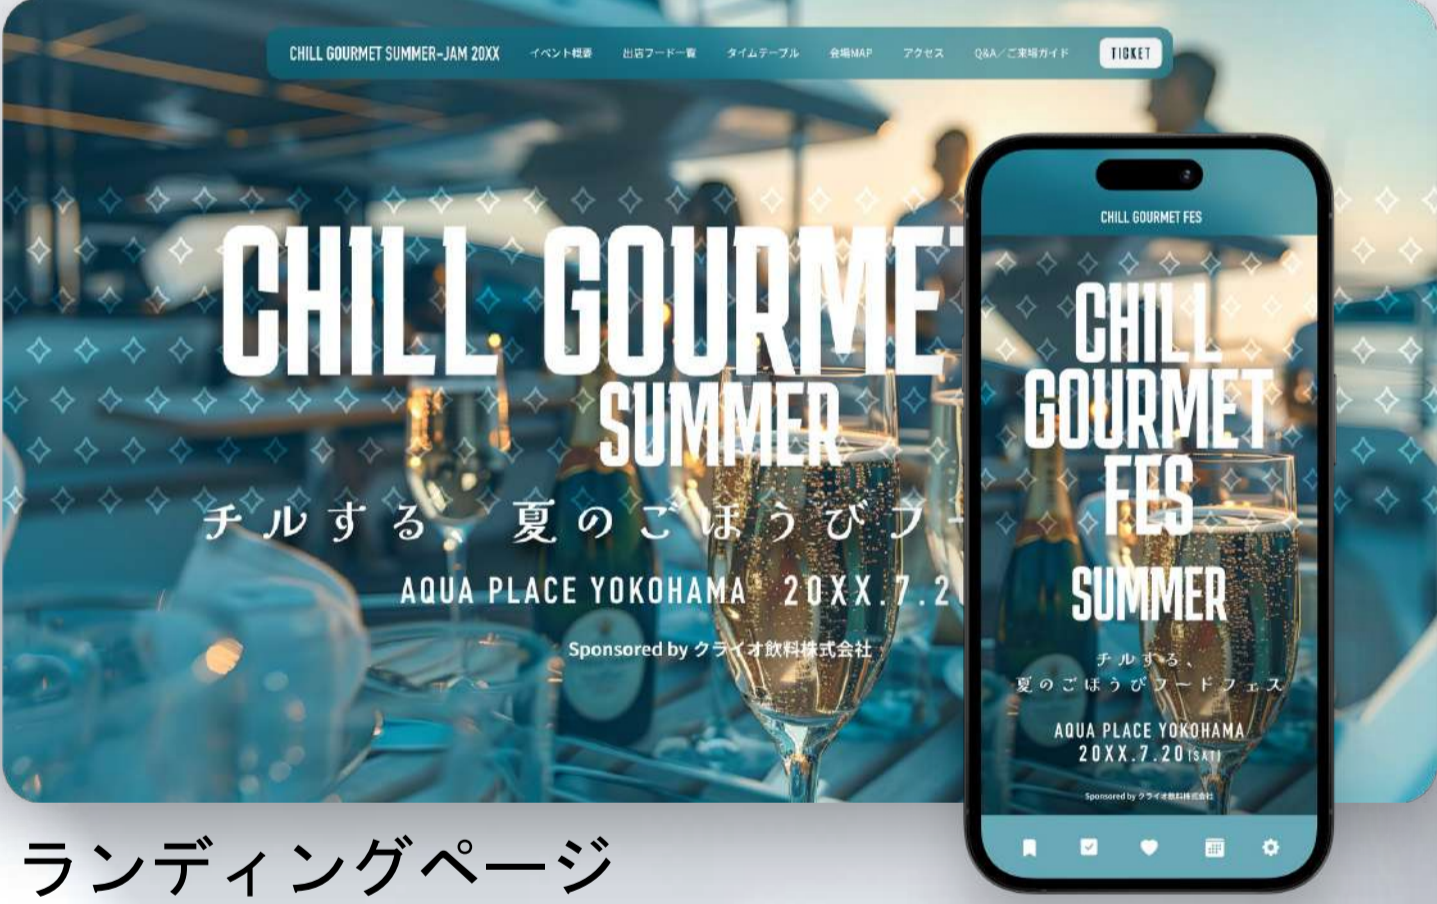 CHILL GOURMET SUMMER-JAM 20XX イベント概要 出店フード一覧 タイムテーブル 会場MAP アクセス Q&A／ご来場ガイド TICKET
CHILL GOURME
SUMMER
チルする、夏のごほうびフー
AQUA PLACE YOKOHAMA 20XX.7.2
Sponsored by クライオ飲料株式会社
CHILL GOURMET FES
CHILL
GOURMET
FES
SUMMER
チルする、
夏のごほうびフードフェス
AQUA PLACE YOKOHAMA
20XX.7.20 (SAT)
Sponsored by クライオ飲料株式会社
ランディングページ